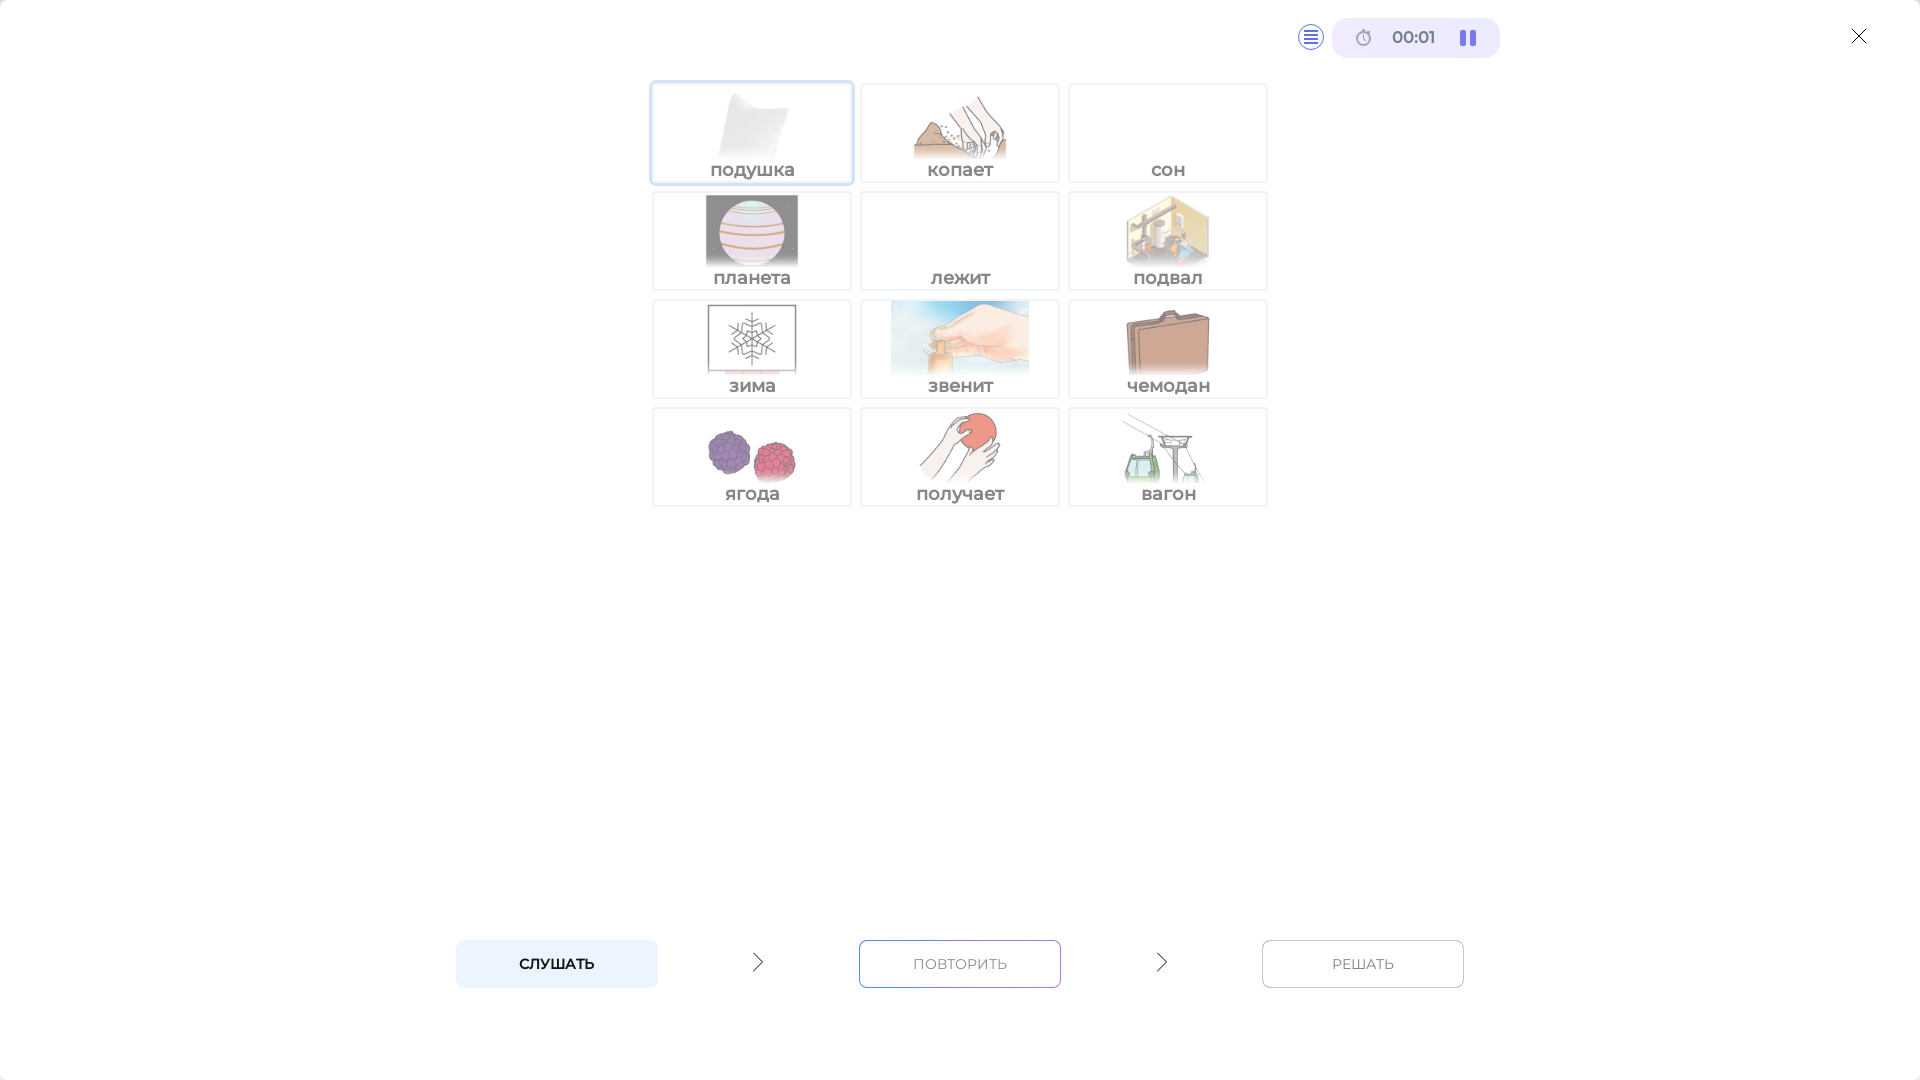 00:01
подушка
копает
сон
планета
лежит
подвал
зима
звенит
чемодан
ягода
получает
вагон
СЛУШАТЬ
ПОВТОРИТЬ
РЕШАТЬ